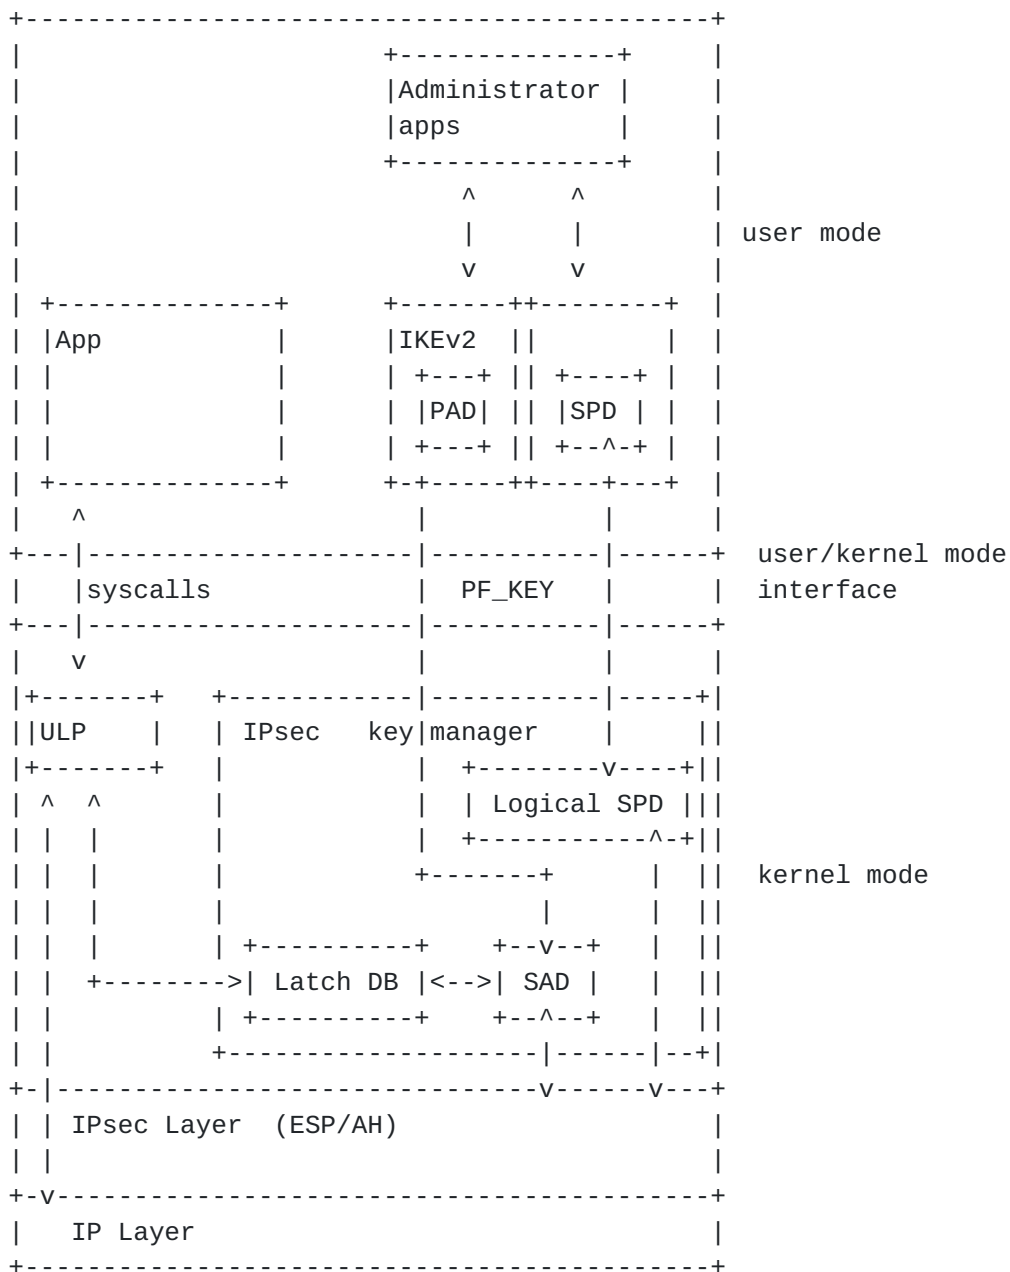 Administrator
apps
user mode
App IKEv2
PAD SPD
user/kernel mode
syscalls PF_KEY interface
ULP IPsec key manager
Logical SPD
kernel mode
Latch DB SAD
IPsec Layer (ESP/AH)
IP Layer